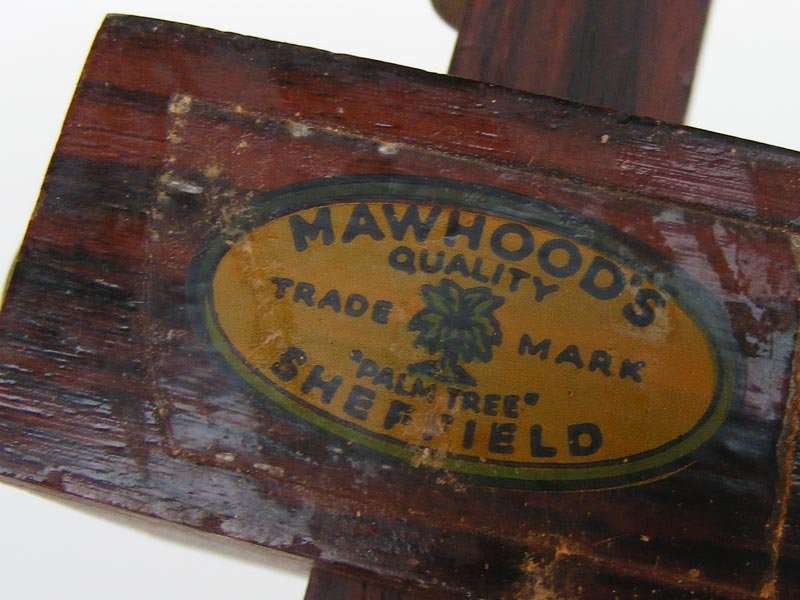 MAWHOOD'S
QUALITY
TRADE MARK
"PALM TREE"
SHEFFIELD